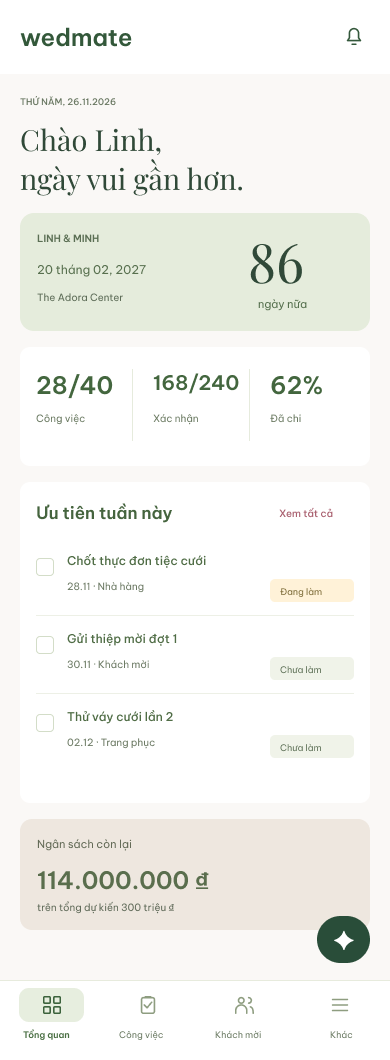 wedmate
THỨ NĂM, 26.11.2026
Chào Linh,
ngày vui gần hơn.
LINH & MINH
20 tháng 02, 2027
The Adora Center
86
ngày nữa
28/40
Công việc
168/240
Xác nhận
62%
Đã chi
Ưu tiên tuần này
Xem tất cả
Chốt thực đơn tiệc cưới
28.11 · Nhà hàng
Đang làm
Gửi thiệp mời đợt 1
30.11 · Khách mời
Chưa làm
Thử váy cưới lần 2
02.12 · Trang phục
Chưa làm
Ngân sách còn lại
114.000.000 ₫
trên tổng dự kiến 300 triệu ₫
Tổng quan
Công việc
Khách mời
Khác